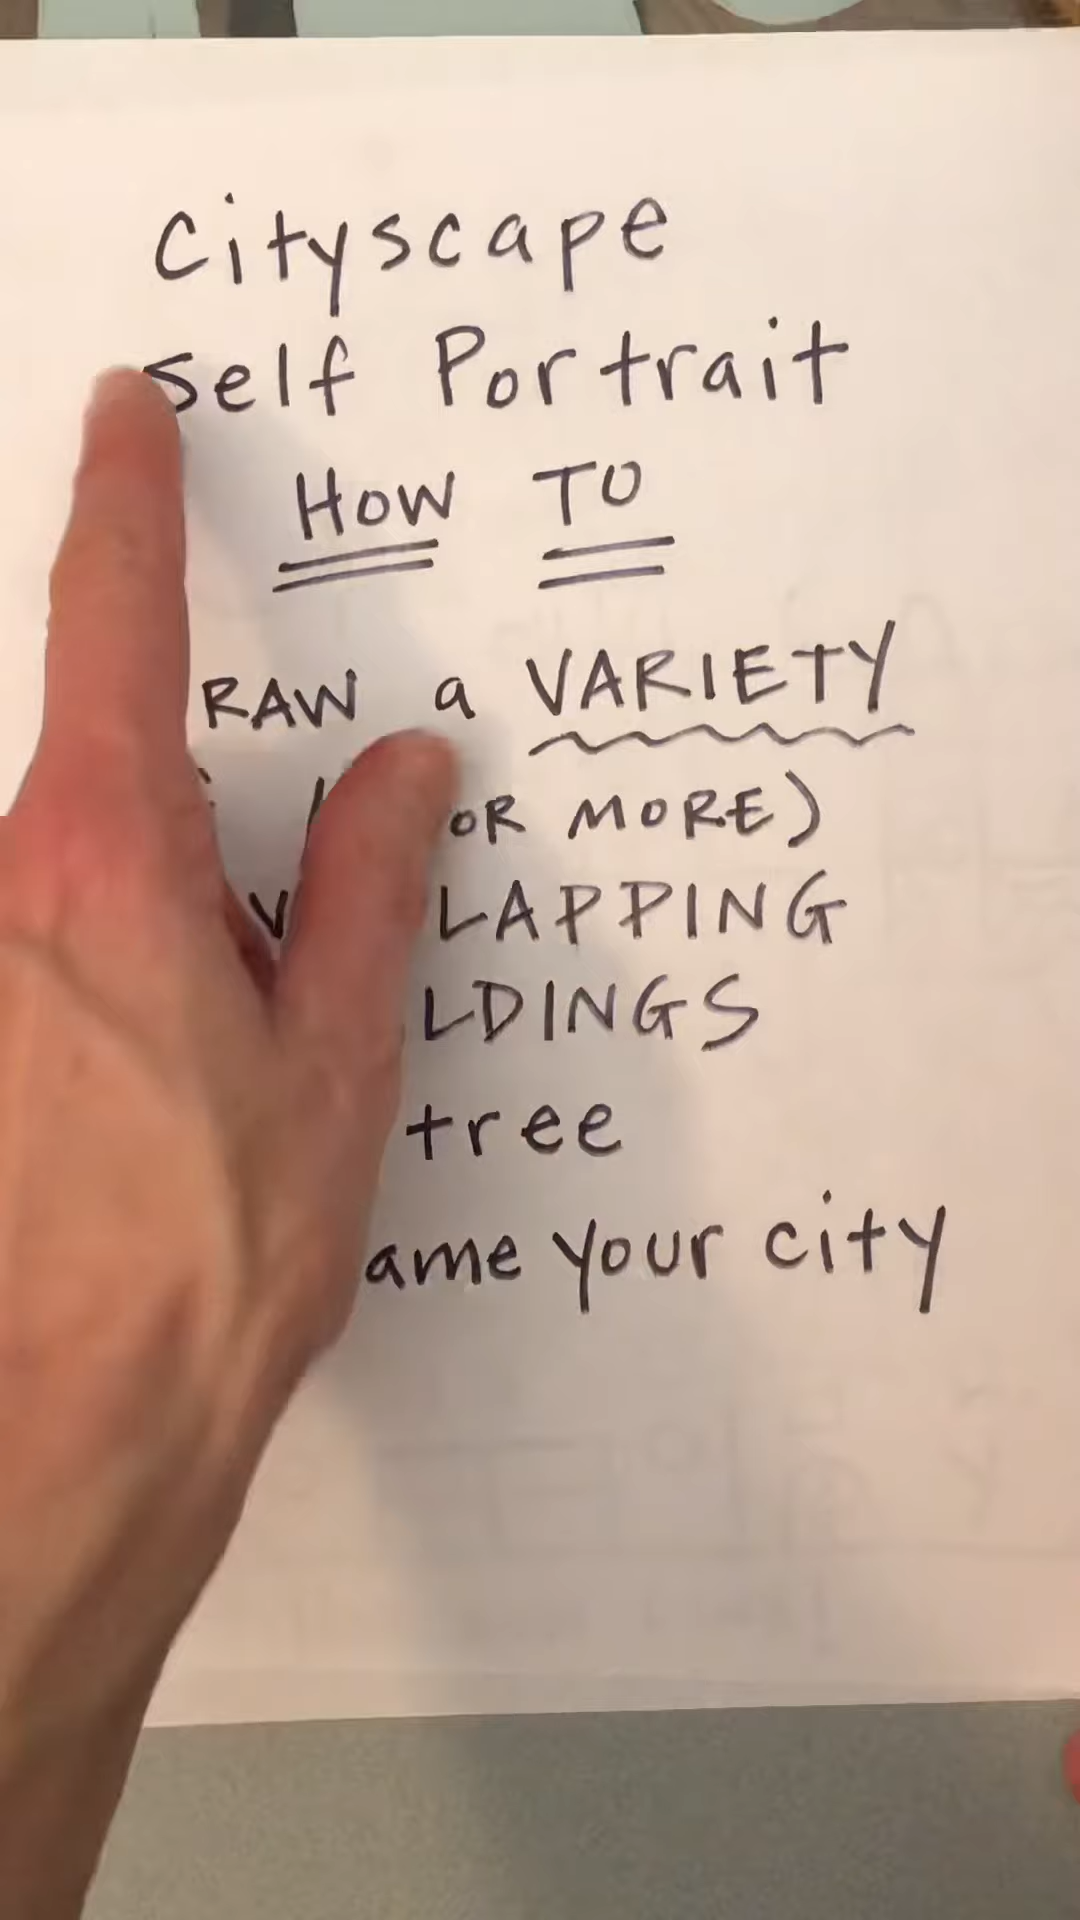 Cityscape
Self Portrait
HOW TO
RAW a VARIETY
OR MORE)
LAPPING
LDINGS
tree
ame your city